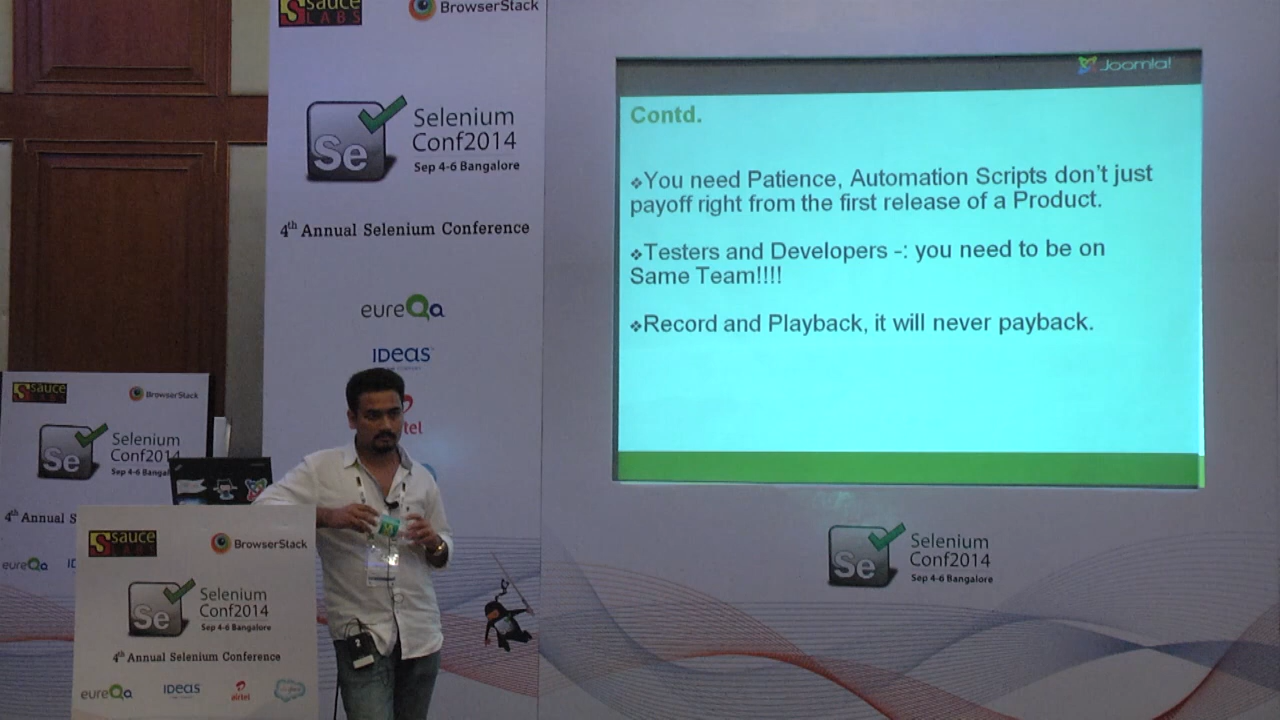 sauce
LABS
BrowserStack
Se
Selenium
Conf2014
Sep 4-6 Bangalore
4th Annual Selenium Conference
eureQa
IDeaS
tel
Joomla!
Contd.
❖You need Patience, Automation Scripts don't just
payoff right from the first release of a Product.
❖Testers and Developers -: you need to be on
Same Team!!!!
❖Record and Playback, it will never payback.
Se
Selenium
Conf2014
Sep 4-6 Bangalore
sauce
LABS
BrowserStack
Se
Selenium
Conf2014
Sep 4-6 Bangal
4th Annual S
eureQa
ID
sauce
LABS
BrowserStack
Se
Selenium
Conf2014
Sep 4-6 Bangalore
4th Annual Selenium Conference
eureQa
IDeaS
airtel